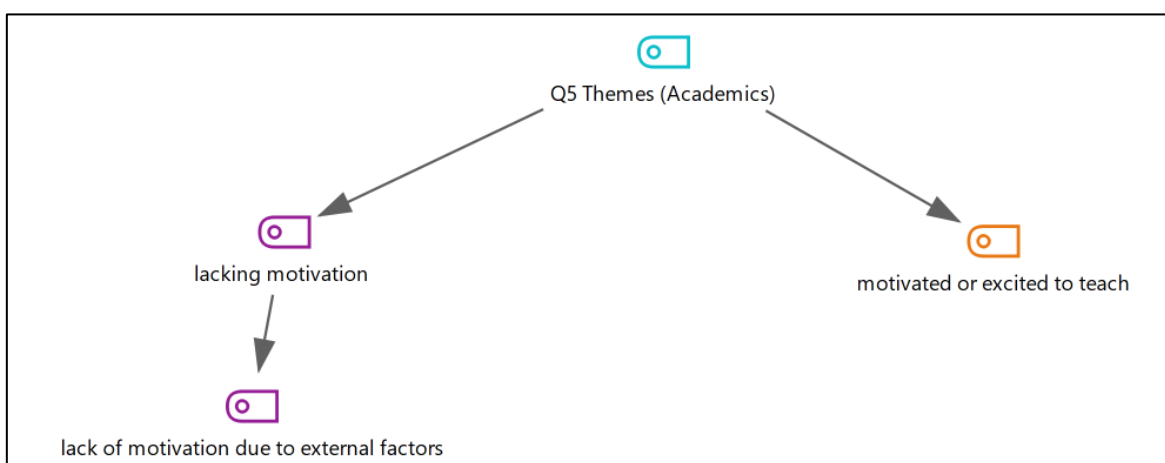 Q5 Themes (Academics)
lacking motivation
motivated or excited to teach
lack of motivation due to external factors